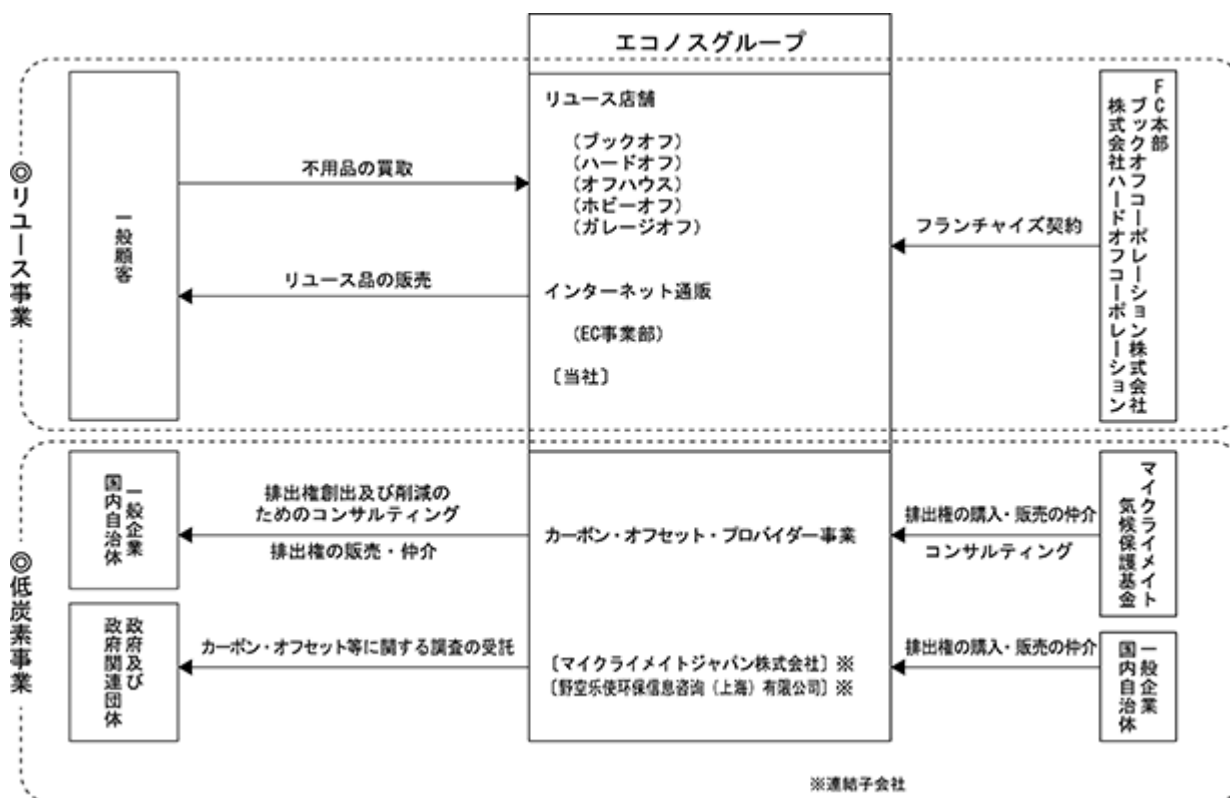 エコノスグループ
◎リユース事業
一般顧客
不用品の買取
リユース品の販売
リユース店舗
（ブックオフ）
（ハードオフ）
（オフハウス）
（ホビーオフ）
（ガレージオフ）
インターネット通販
（EC事業部）
〔当社〕
フランチャイズ契約
FC本部
ブックオフコーポレーション株式会社
株式会社ハードオフコーポレーション
◎低炭素事業
一般企業
国内自治体
排出権創出及び削減の
ためのコンサルティング
排出権の販売・仲介
カーボン・オフセット・プロバイダー事業
排出権の購入・販売の仲介
コンサルティング
マイクライメイト
気候保護基金
政府及び
政府関連団体
カーボン・オフセット等に関する調査の受託
〔マイクライメイトジャパン株式会社〕※
〔野空乐使环保信息咨询（上海）有限公司〕※
排出権の購入・販売の仲介
一般企業
国内自治体
※連結子会社